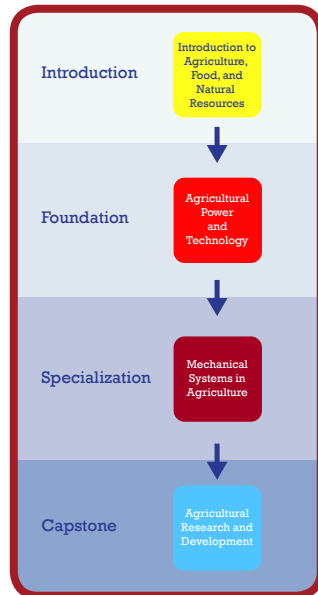 Introduction
Introduction to
Agriculture,
Food, and
Natural
Resources
Foundation
Agricultural
Power
and
Technology
Specialization
Mechanical
Systems in
Agriculture
Capstone
Agricultural
Research and
Development